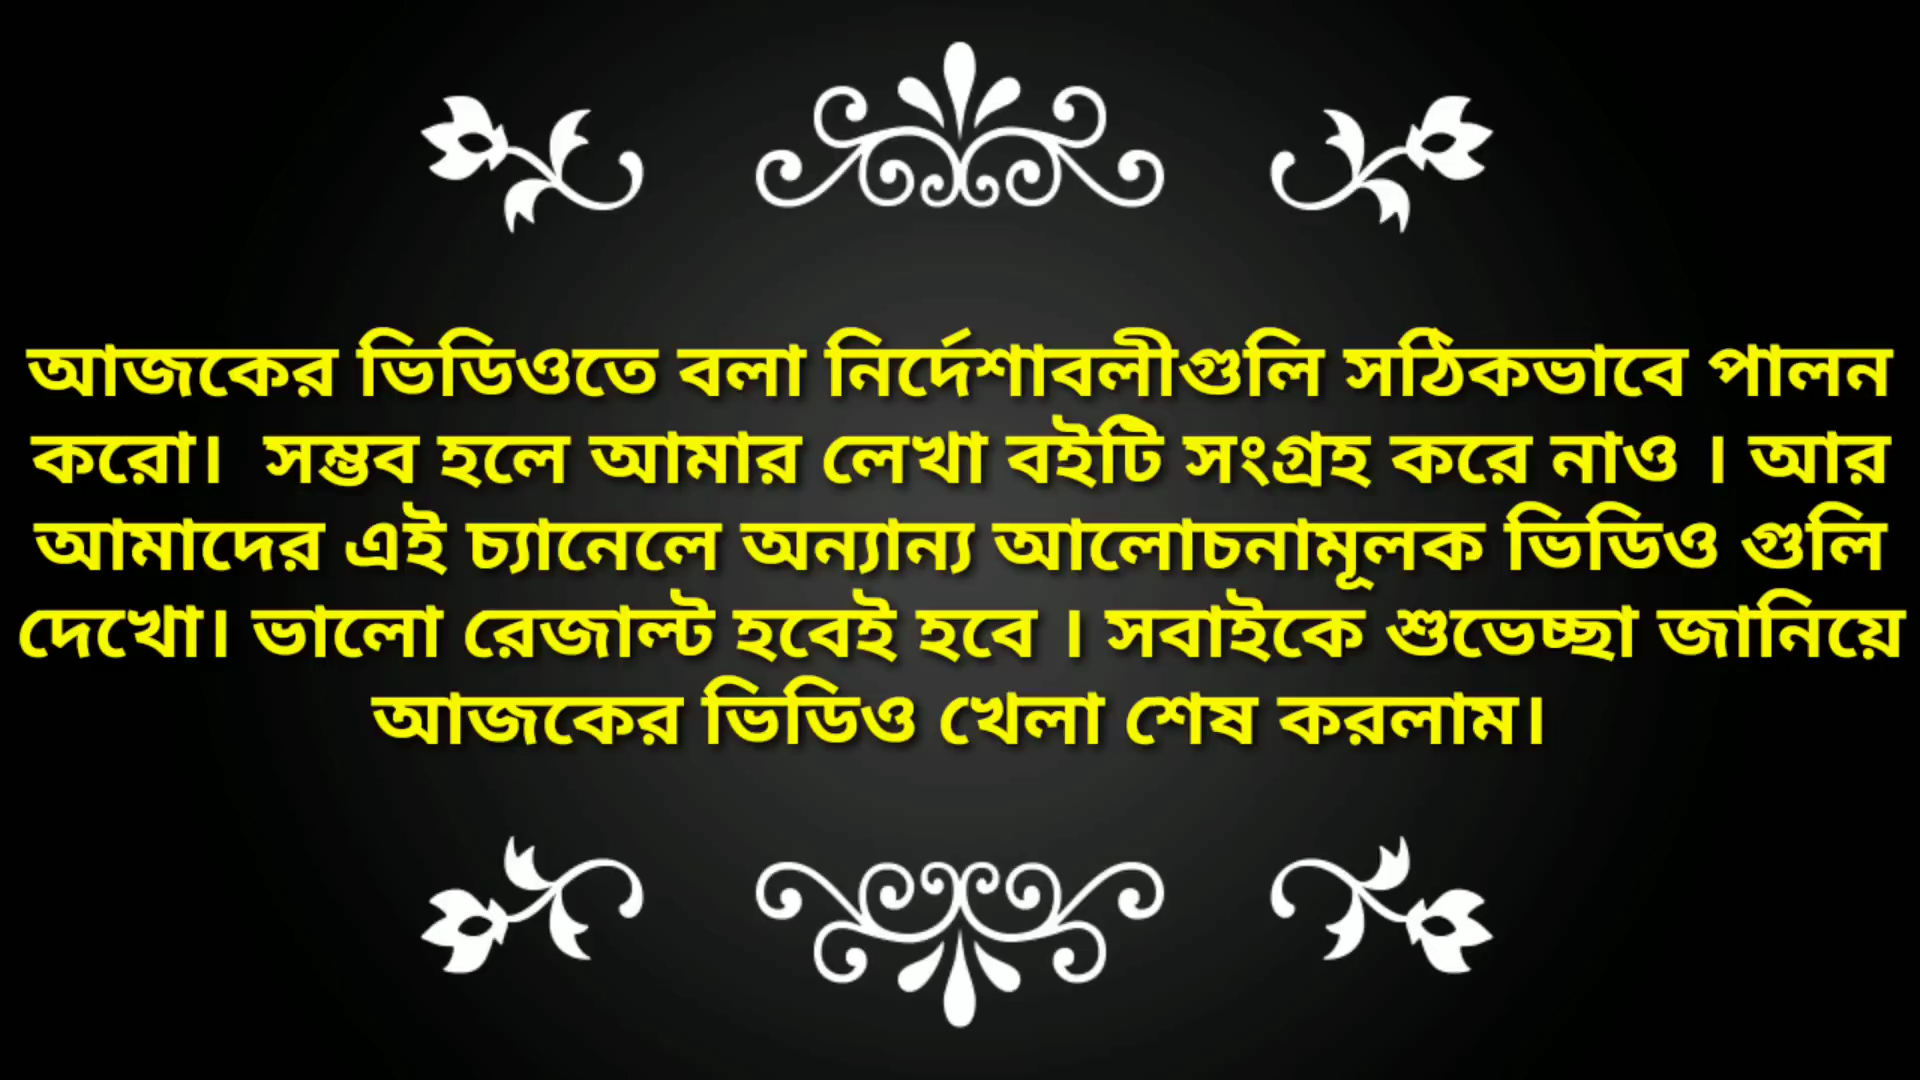 আজকের ভিডিওতে বলা নির্দেশাবলীগুলি সঠিকভাবে পালন
করো।  সম্ভব হলে আমার লেখা বইটি সংগ্রহ করে নাও । আর
আমাদের এই চ্যানেলে অন্যান্য আলোচনামূলক ভিডিও গুলি
দেখো। ভালো রেজাল্ট হবেই হবে । সবাইকে শুভেচ্ছা জানিয়ে
আজকের ভিডিও খেলা শেষ করলাম।